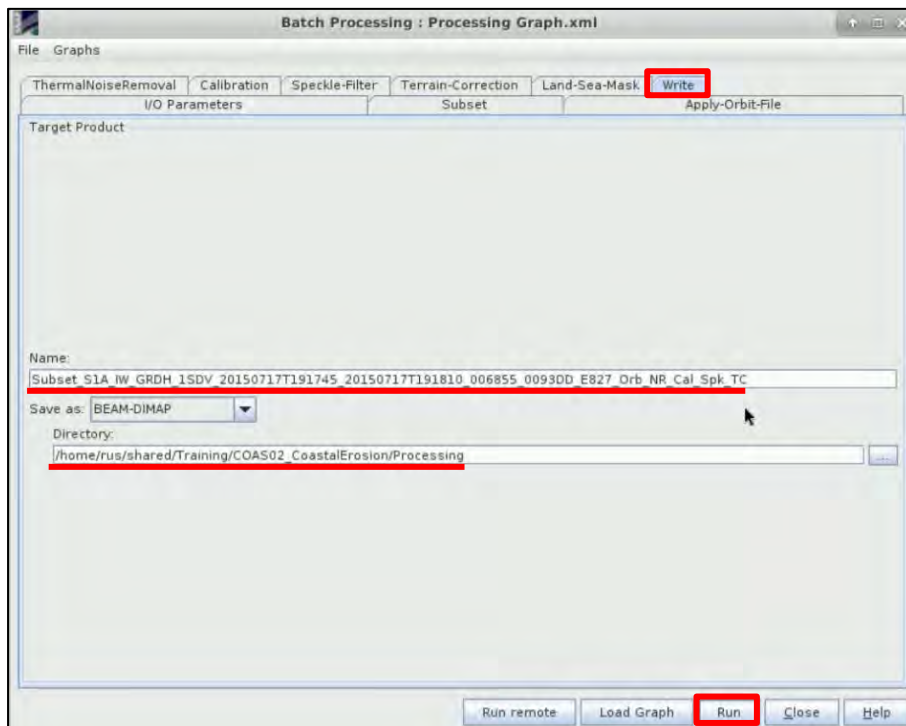 Batch Processing : Processing Graph.xml
File Graphs
ThermalNoiseRemoval Calibration Speckle-Filter Terrain-Correction Land-Sea-Mask Write
I/O Parameters Subset Apply-Orbit-File
Target Product
Name:
Subset_S1A_IW_GRDH_1SDV_20150717T191745_20150717T191810_006855_0093DD_E827_Orb_NR_Cal_Spk_TC
Save as: BEAM-DIMAP
Directory:
/home/rus/shared/Training/COAS02_CoastalErosion/Processing
...
Run remote Load Graph Run Close Help